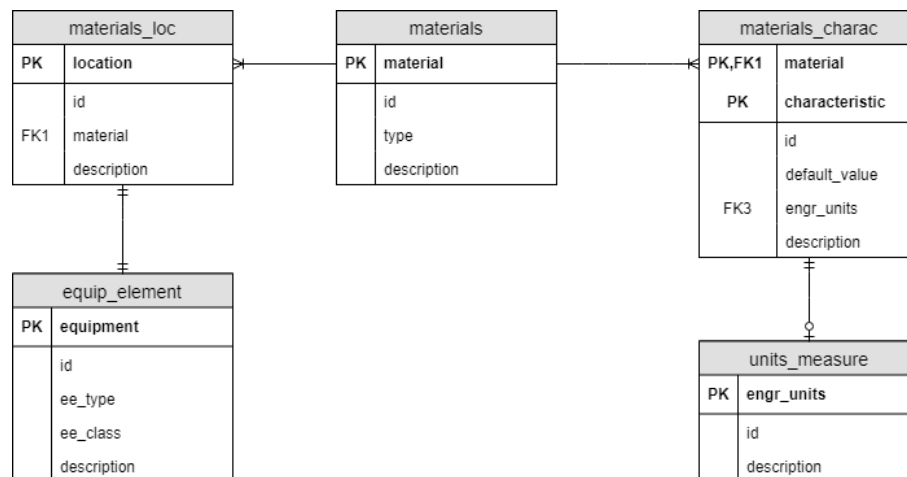 materials_loc
PK location
id
FK1 material
description
materials
PK material
id
type
description
materials_charac
PK,FK1 material
PK characteristic
id
default_value
FK3 engr_units
description
equip_element
PK equipment
id
ee_type
ee_class
description
units_measure
PK engr_units
id
description